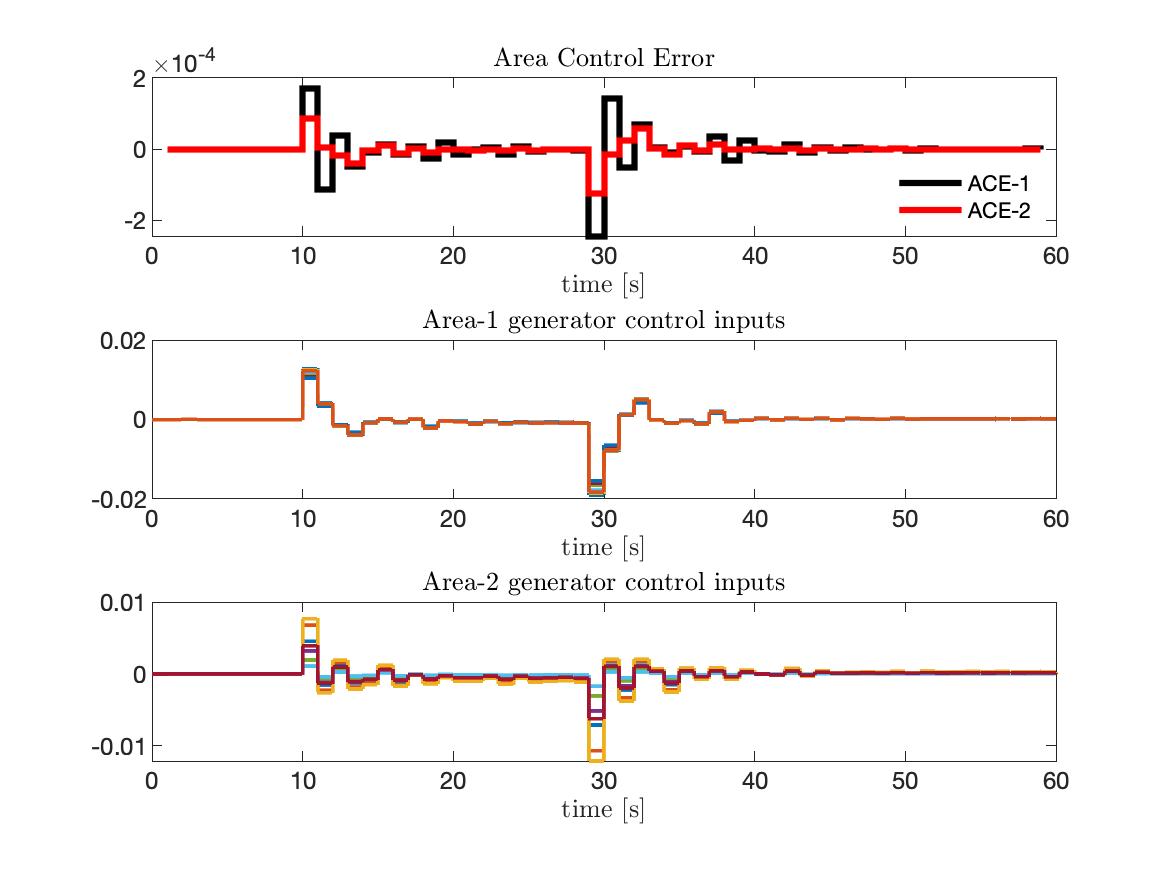 Area Control Error
×10-4
2
0
-2
ACE-1
ACE-2
0 10 20 30 40 50 60
time [s]
Area-1 generator control inputs
0.02
0
-0.02
0 10 20 30 40 50 60
time [s]
Area-2 generator control inputs
0.01
0
-0.01
0 10 20 30 40 50 60
time [s]